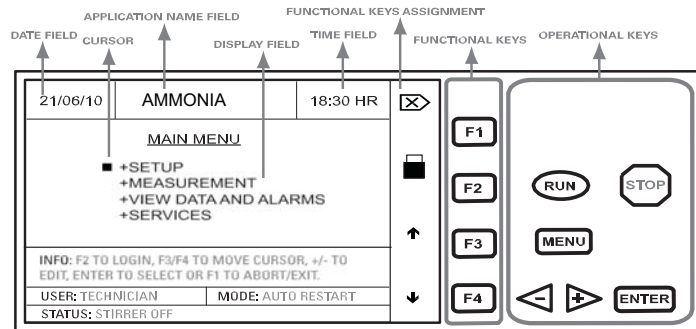 FUNCTIONAL KEYS ASSIGNMENT
APPLICATION NAME FIELD
DATE FIELD
CURSOR
DISPLAY FIELD
TIME FIELD
FUNCTIONAL KEYS
OPERATIONAL KEYS
21/06/10
AMMONIA
18:30 HR
MAIN MENU
+SETUP
+MEASUREMENT
+VIEW DATA AND ALARMS
+SERVICES
INFO: F2 TO LOGIN, F3/F4 TO MOVE CURSOR, +/- TO
EDIT, ENTER TO SELECT OR F1 TO ABORT/EXIT.
USER: TECHNICIAN
MODE: AUTO RESTART
STATUS: STIRRER OFF
F1
F2
F3
F4
RUN
STOP
MENU
- + ENTER